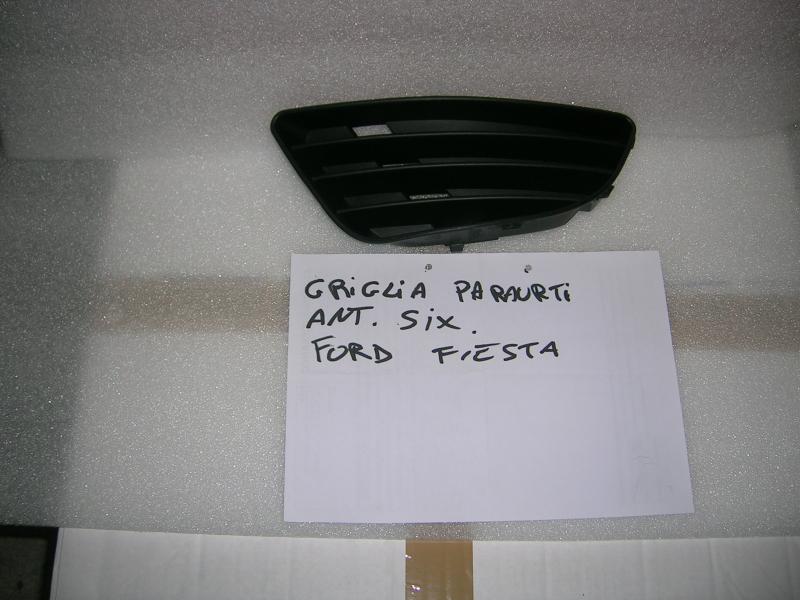 GRiGLiA PARAURTi
ANT. Six.
FORD FiESTA